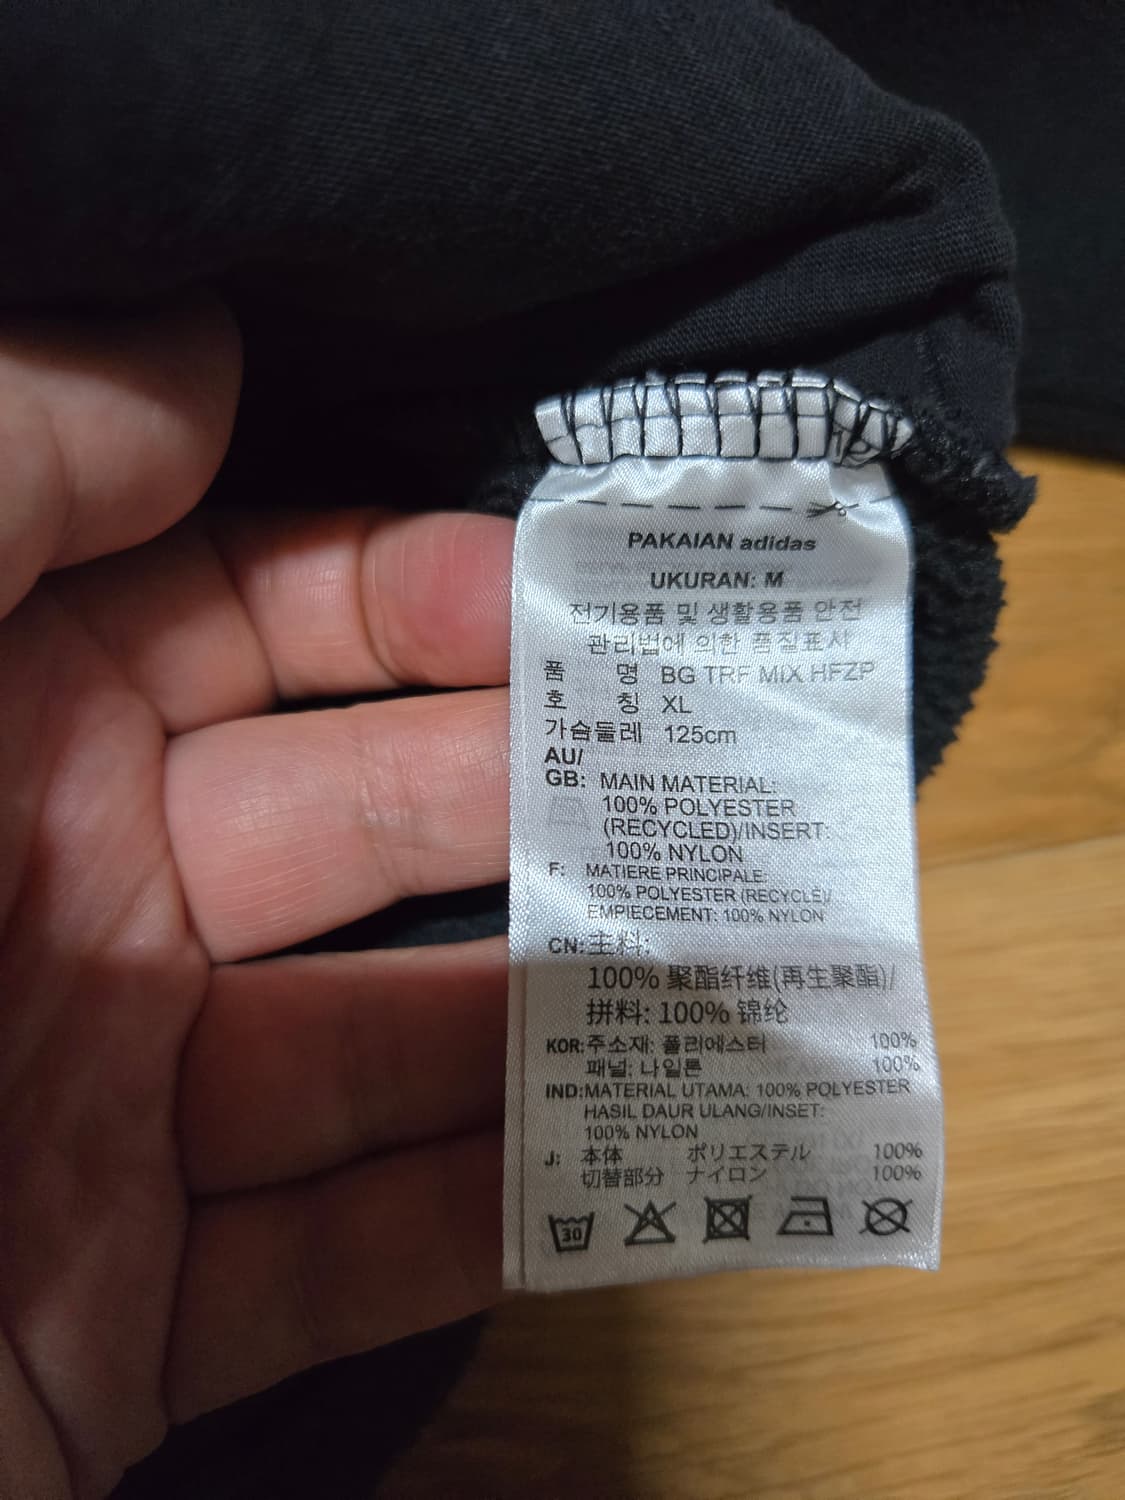 PAKAIAN adidas
UKURAN: M
전기용품 및 생활용품 안전
관리법에 의한 품질표시
품 명 BG TRF MIX HFZP
호 칭 XL
가슴둘레 125cm
AU/
GB: MAIN MATERIAL:
100% POLYESTER
(RECYCLED)/INSERT:
100% NYLON
F: MATIERE PRINCIPALE:
100% POLYESTER (RECYCLÉ)/
EMPIECEMENT: 100% NYLON
CN: 主料:
100% 聚酯纤维(再生聚酯)/
拼料: 100% 锦纶
KOR: 주소재: 폴리에스터 100%
패널: 나일론 100%
IND: MATERIAL UTAMA: 100% POLYESTER
HASIL DAUR ULANG/INSET:
100% NYLON
J: 本体 ポリエステル 100%
切替部分 ナイロン 100%
30